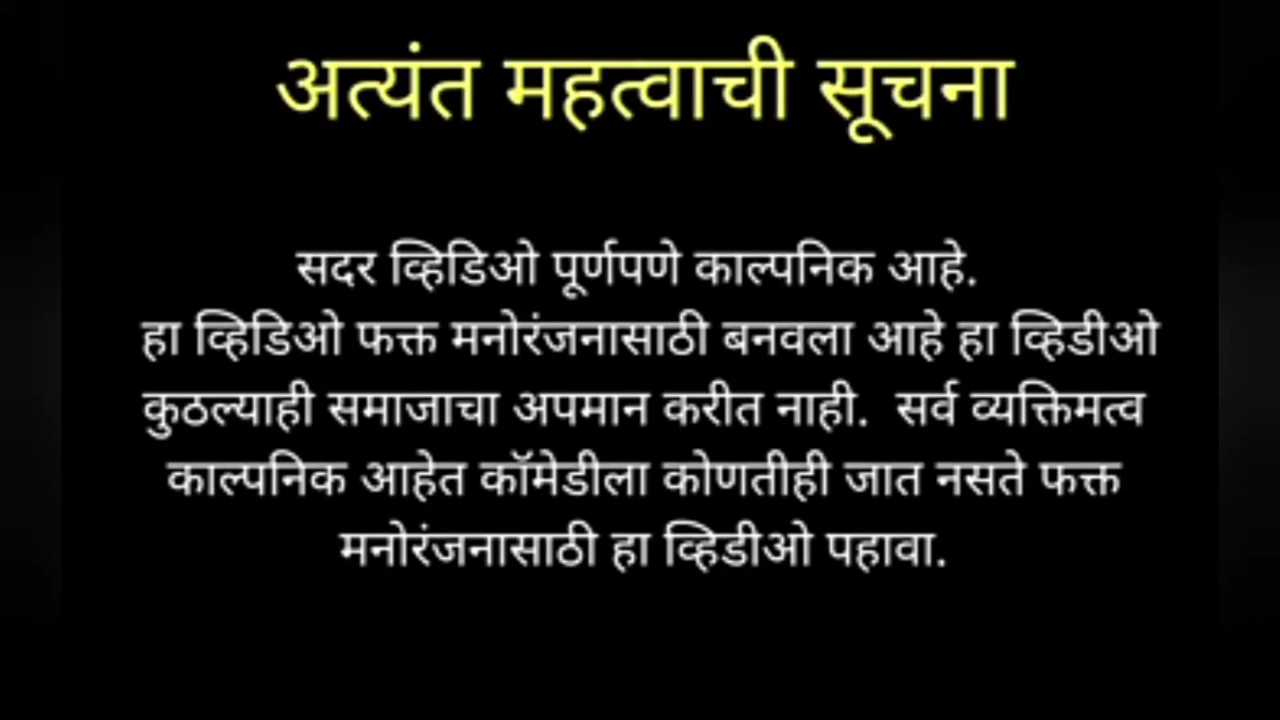 अत्यंत महत्वाची सूचना
सदर व्हिडिओ पूर्णपणे काल्पनिक आहे.
हा व्हिडिओ फक्त मनोरंजनासाठी बनवला आहे हा व्हिडीओ
कुठल्याही समाजाचा अपमान करीत नाही. सर्व व्यक्तिमत्व
काल्पनिक आहेत कॉमेडीला कोणतीही जात नसते फक्त
मनोरंजनासाठी हा व्हिडीओ पहावा.